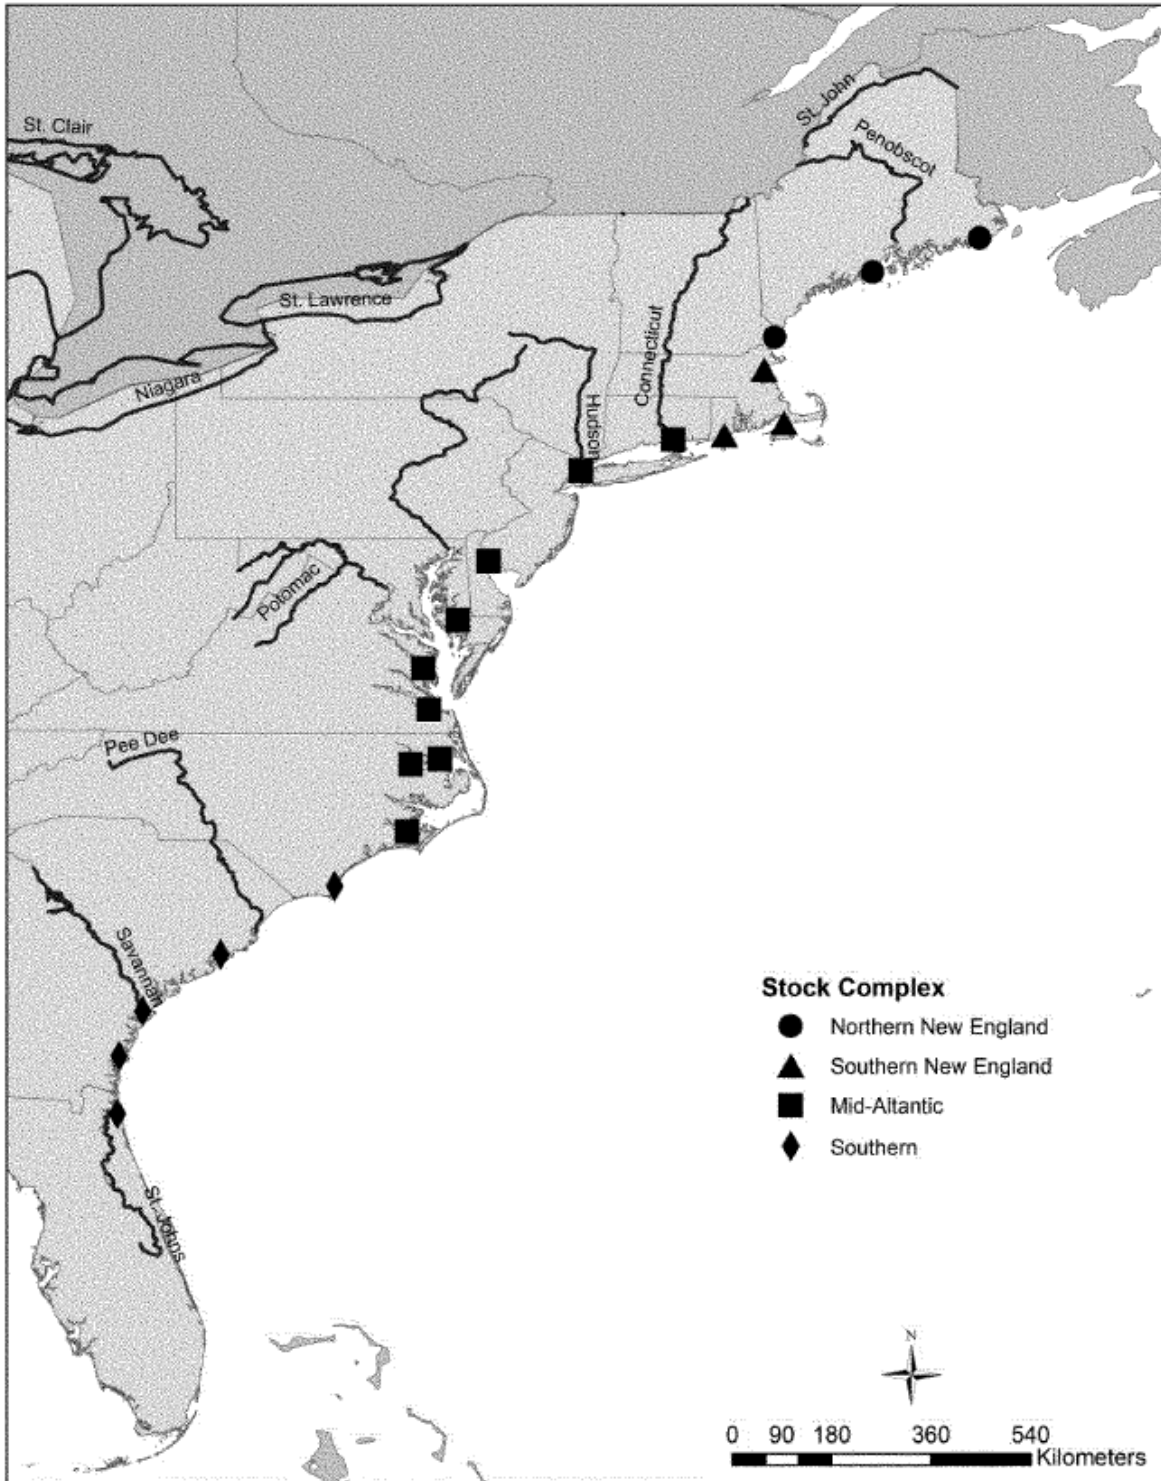 St. John
St. Clair
Penobscot
St. Lawrence
Connecticut
Niagara
Hudson
Potomac
Pee Dee
Savannah
St. Johns
Stock Complex
Northern New England
Southern New England
Mid-Altantic
Southern
N
0 90 180 360 540
Kilometers